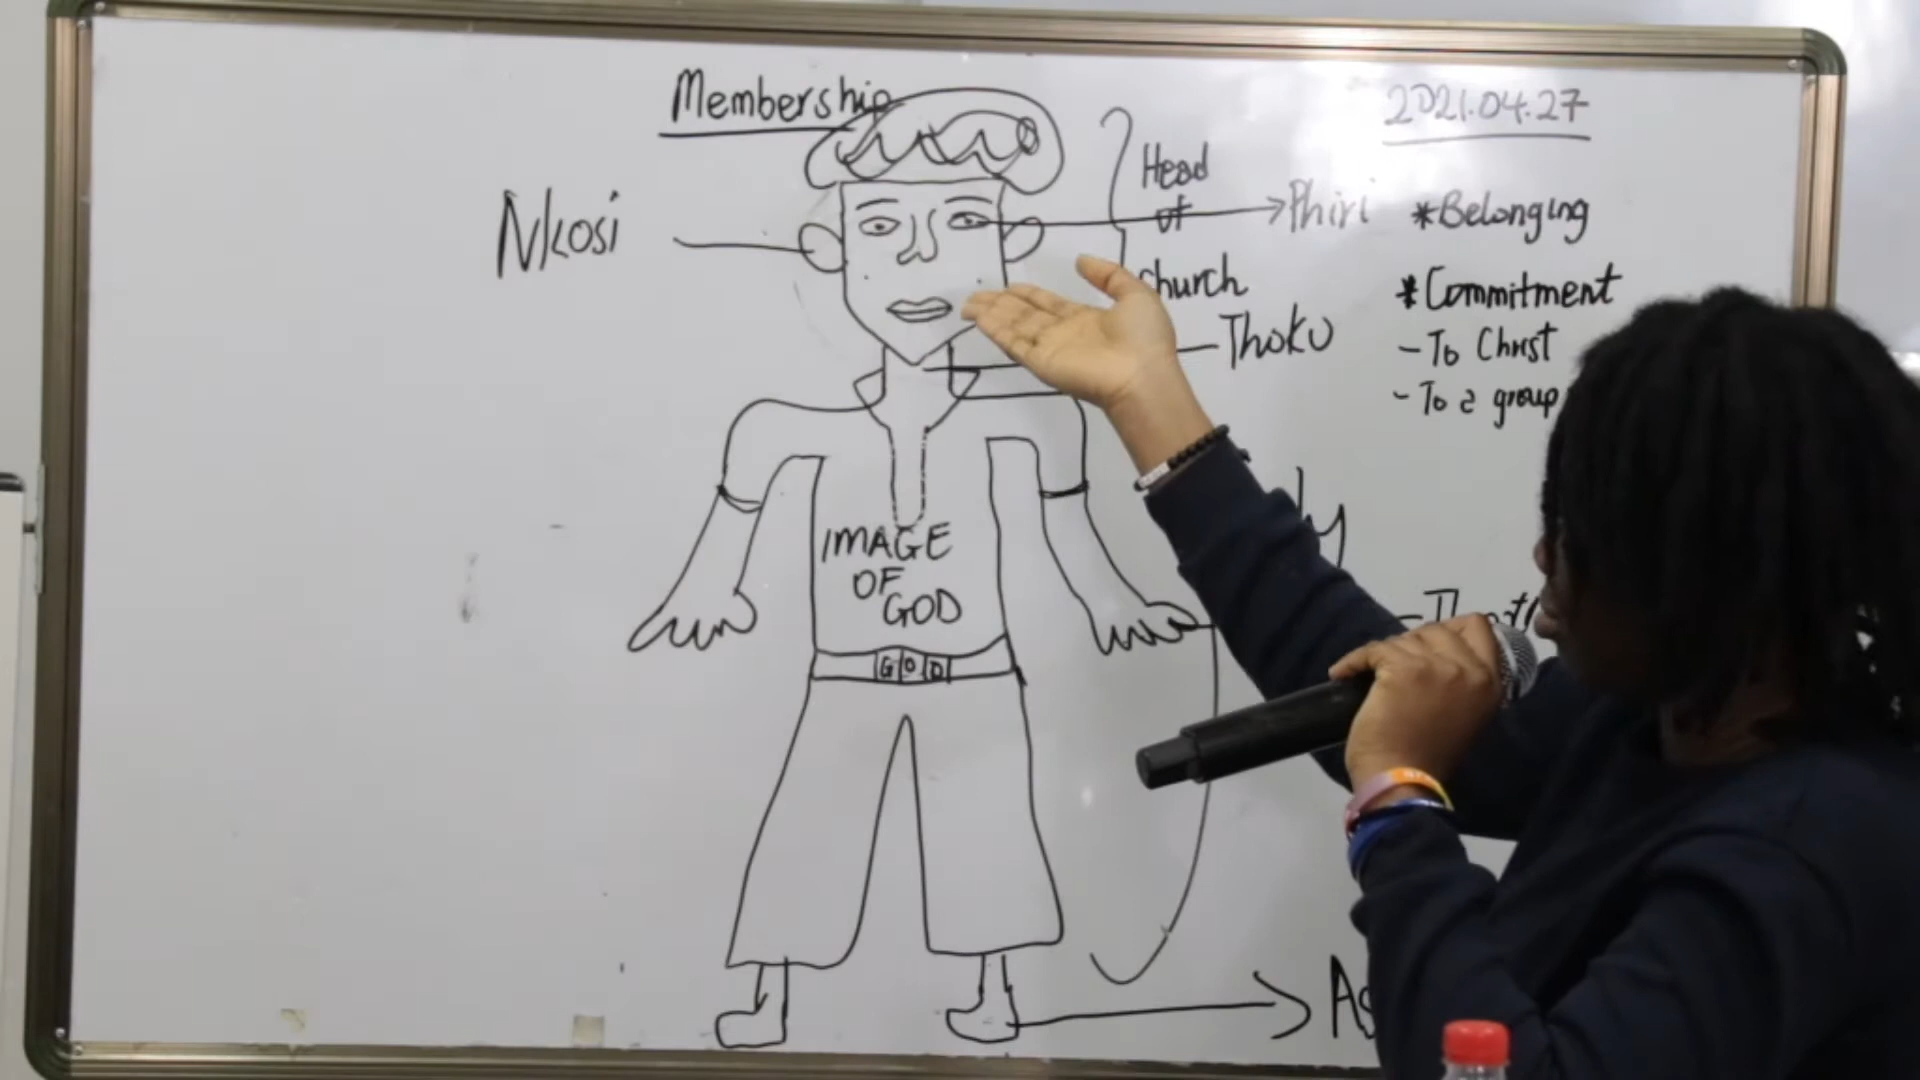 Membership
2021.04.27
Head
of
church
Nkosi
Phiri
*Belonging
*Commitment
- To Christ
- To a group
Thoku
IMAGE
OF
GOD
GOD